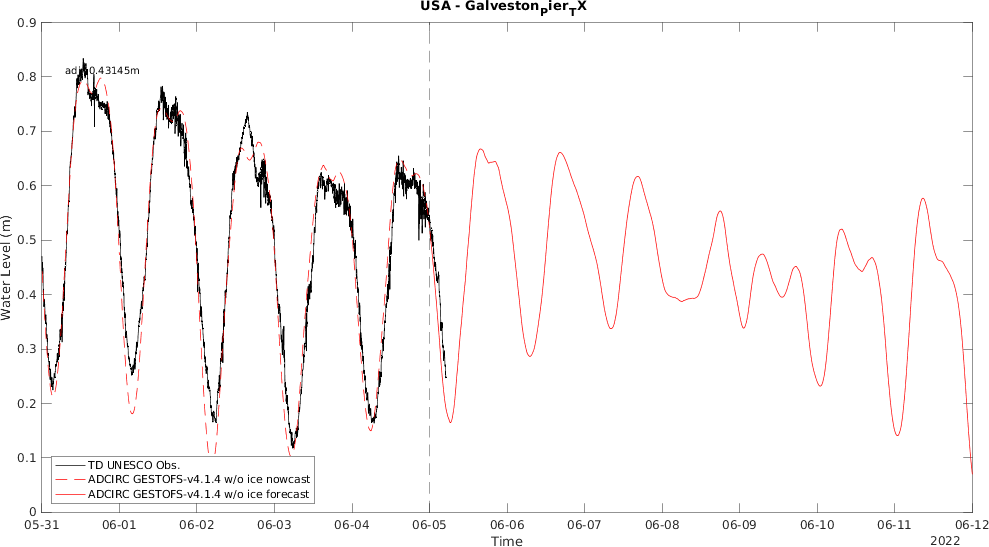 USA - GalvestonPierTX
0.9
0.8
0.7
0.6
0.5
0.4
0.3
0.2
0.1
0
Water Level (m)
0.43145m
TD UNESCO Obs.
ADCIRC GESTOFS-v4.1.4 w/o ice nowcast
ADCIRC GESTOFS-v4.1.4 w/o ice forecast
05-31 06-01 06-02 06-03 06-04 06-05 06-06 06-07 06-08 06-09 06-10 06-11 06-12
Time
2022